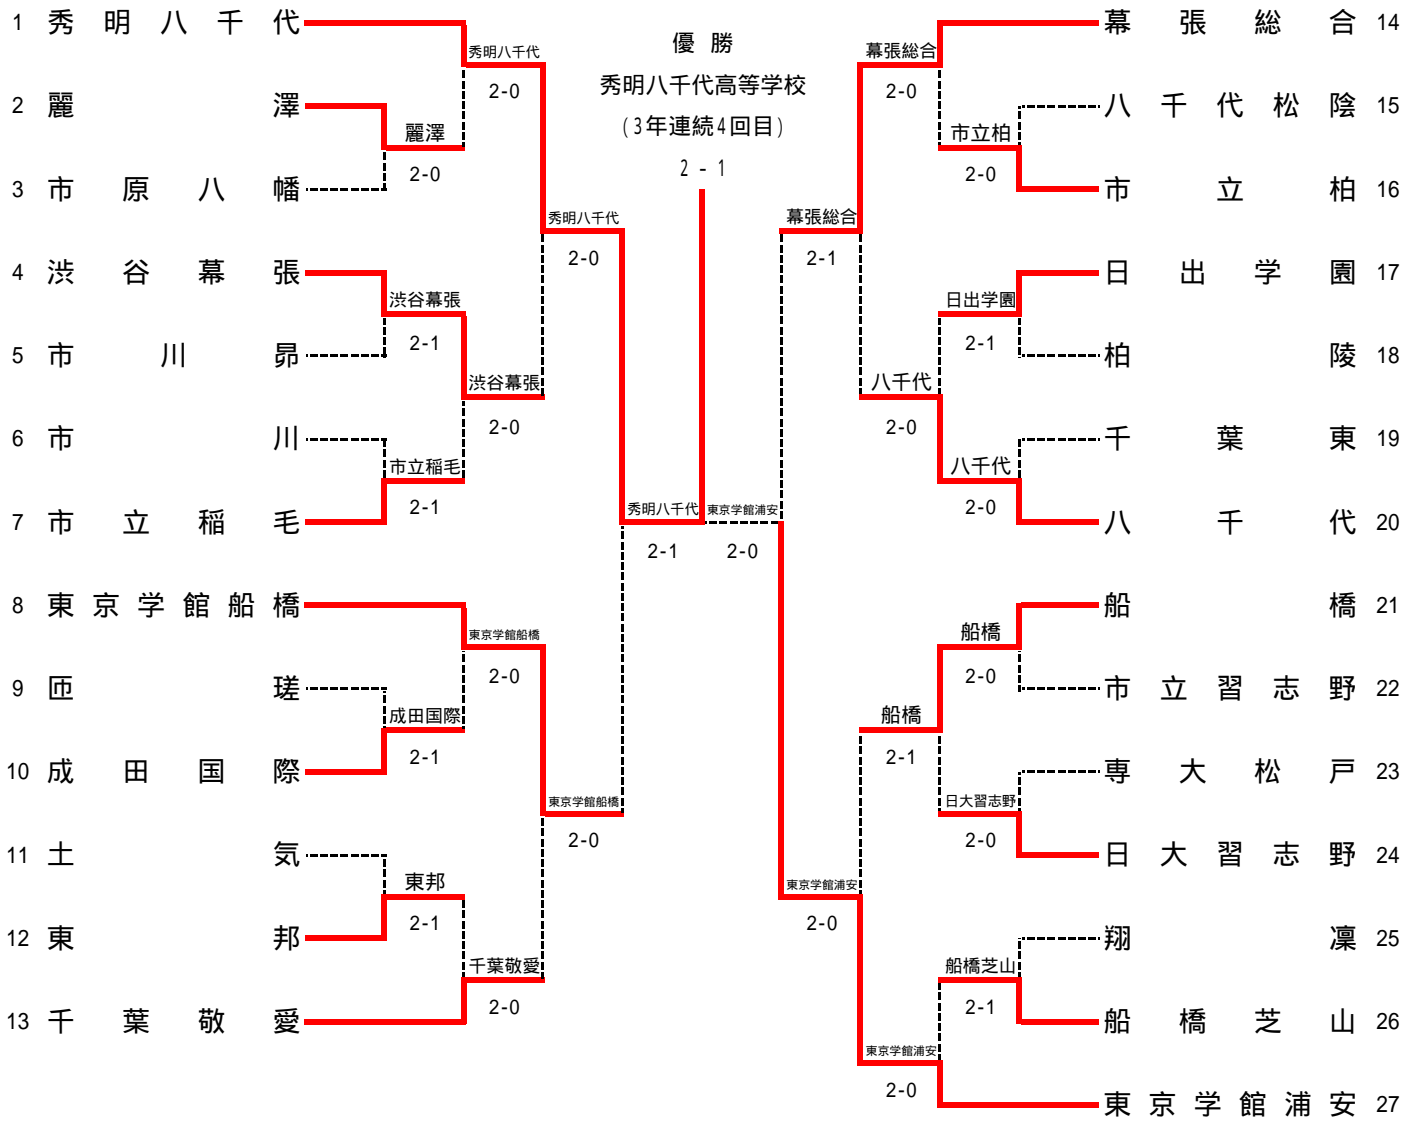 優勝
秀明八千代高等学校
(3年連続4回目)
2 - 1
1 秀明八千代
2 麗澤
3 市原八幡
4 渋谷幕張
5 市川昴
6 市川
7 市立稲毛
8 東京学館船橋
9 匝瑳
10 成田国際
11 土気
12 東邦
13 千葉敬愛
麗澤
2-0
渋谷幕張
2-1
市立稲毛
2-1
成田国際
2-1
東邦
2-1
秀明八千代
2-0
渋谷幕張
2-0
東京学館船橋
2-0
千葉敬愛
2-0
秀明八千代
2-0
東京学館船橋
2-0
秀明八千代
2-1
東京学館浦安
2-0
幕張総合
2-1
東京学館浦安
2-0
幕張総合
2-0
八千代
2-0
船橋
2-1
東京学館浦安
2-0
市立柏
2-0
日出学園
2-1
八千代
2-0
船橋
2-0
日大習志野
2-0
船橋芝山
2-1
幕張総合 14
八千代松陰 15
市立柏 16
日出学園 17
柏陵 18
千葉東 19
八千代 20
船橋 21
市立習志野 22
専大松戸 23
日大習志野 24
翔凜 25
船橋芝山 26
東京学館浦安 27